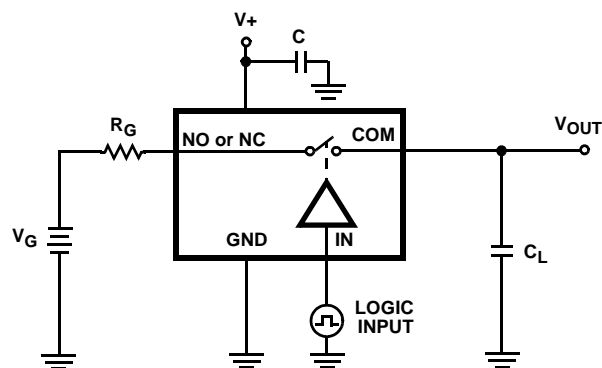 V+
C
RG
NO or NC
COM
VOUT
VG
GND
IN
CL
LOGIC
INPUT